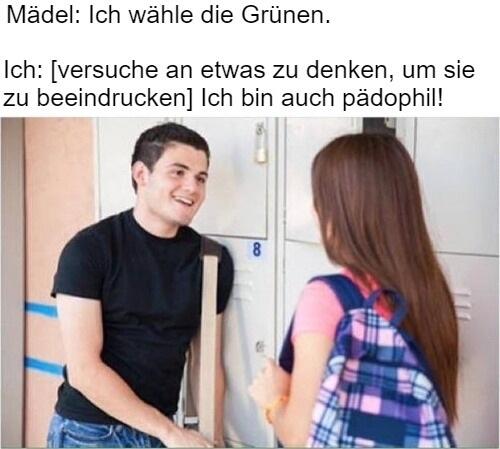 Mädel: Ich wähle die Grünen.
Ich: [versuche an etwas zu denken, um sie
zu beeindrucken] Ich bin auch pädophil!
8